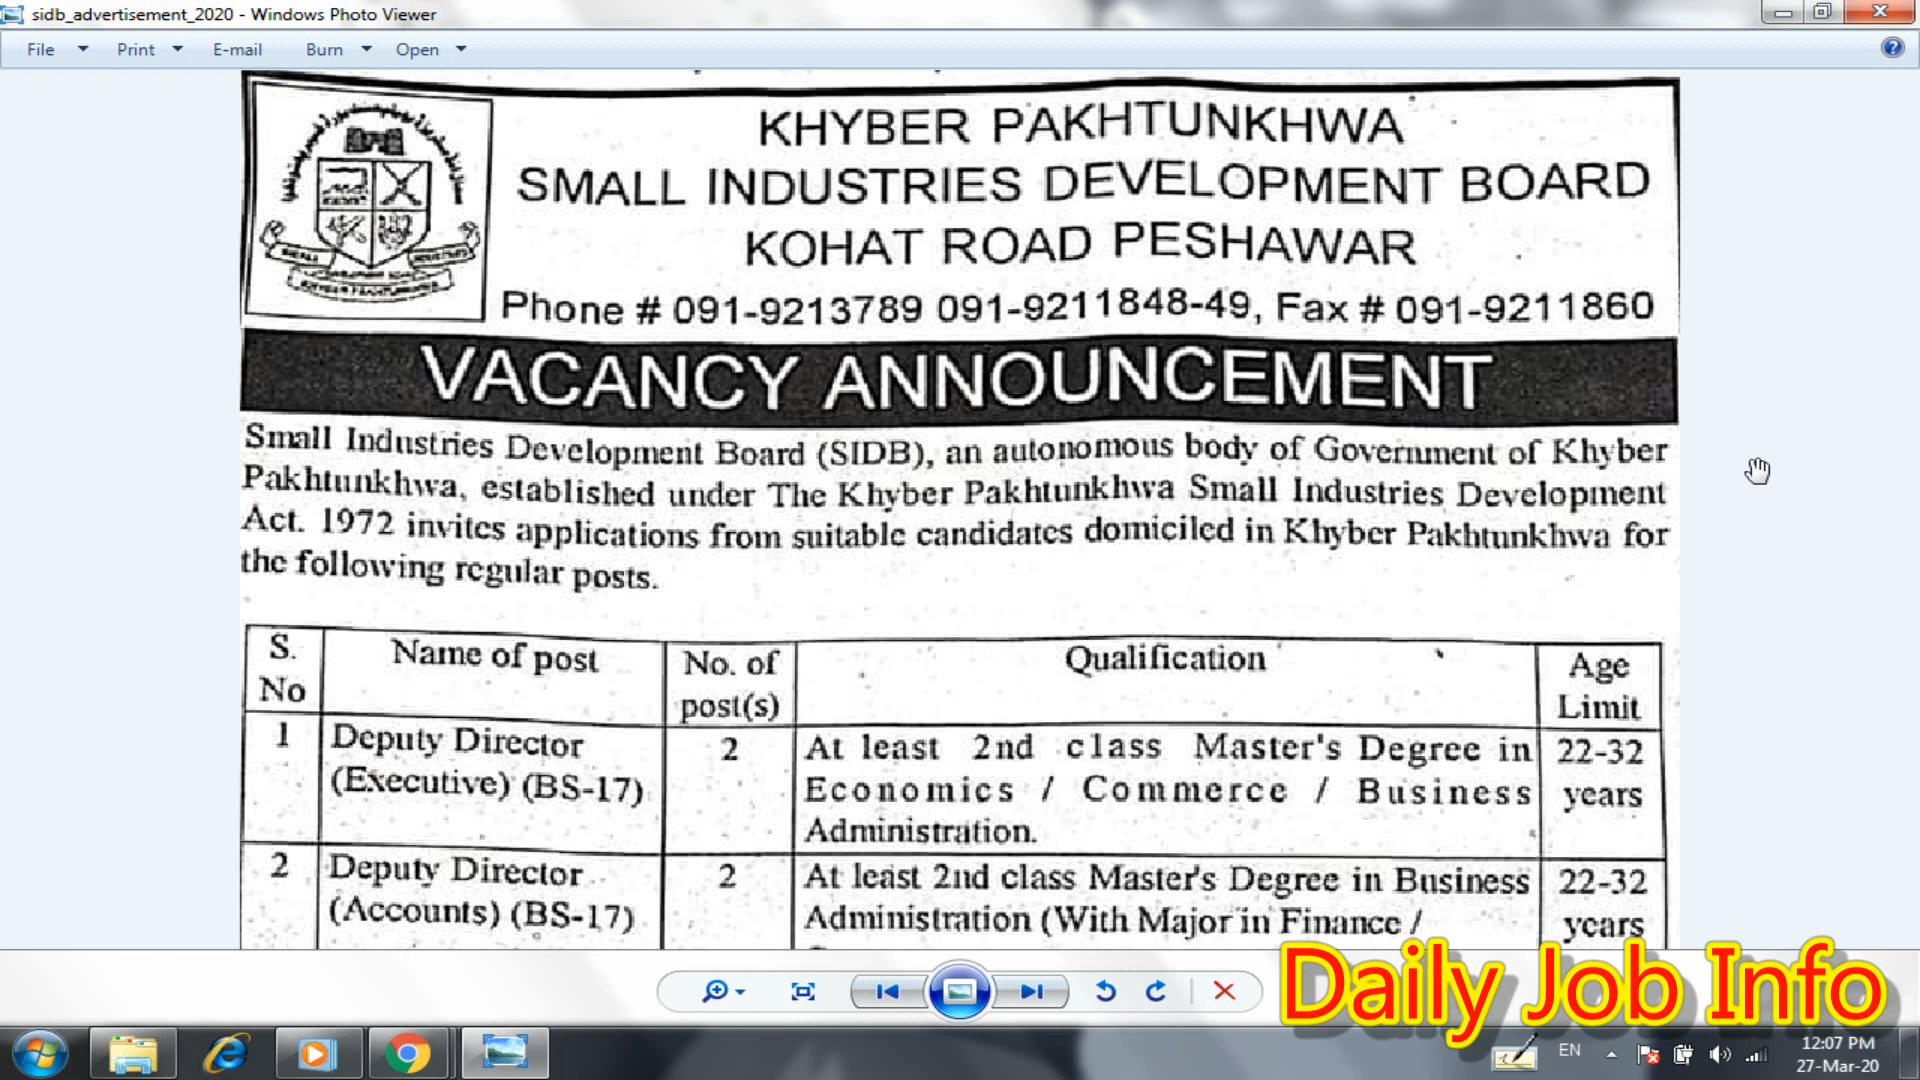 sidb_advertisement_2020 - Windows Photo Viewer
File Print E-mail Burn Open
KHYBER PAKHTUNKHWA
SMALL INDUSTRIES DEVELOPMENT BOARD
KOHAT ROAD PESHAWAR
Phone # 091-9213789 091-9211848-49, Fax # 091-9211860
VACANCY ANNOUNCEMENT
Small Industries Development Board (SIDB), an autonomous body of Government of Khyber
Pakhtunkhwa, established under The Khyber Pakhtunkhwa Small Industries Development
Act. 1972 invites applications from suitable candidates domiciled in Khyber Pakhtunkhwa for
the following regular posts.
S. No Name of post No. of post(s) Qualification Age Limit
1 Deputy Director 2 At least 2nd class Master's Degree in 22-32
(Executive) (BS-17) Economics / Commerce / Business years
Administration.
2 Deputy Director 2 At least 2nd class Master's Degree in Business 22-32
(Accounts) (BS-17) Administration (With Major in Finance / years
Daily Job Info
EN
12:07 PM
27-Mar-20